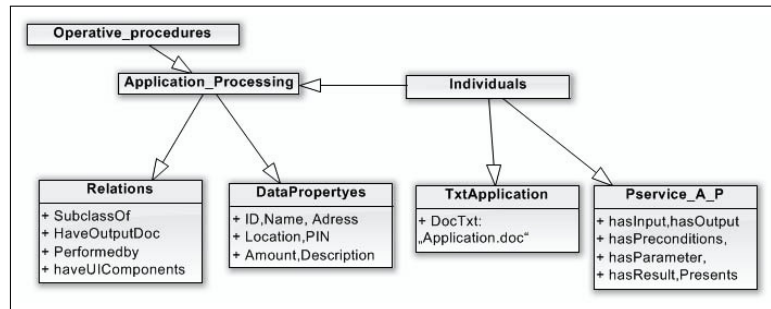 Operative_procedures
Application_Processing
Individuals
Relations
+ SubclassOf
+ HaveOutputDoc
+ Performedby
+ haveUIComponents
DataPropertyes
+ ID,Name, Adress
+ Location,PIN
+ Amount,Description
TxtApplication
+ DocTxt:
„Application.doc“
Pservice_A_P
+ hasInput,hasOutput
+ hasPreconditions,
+ hasParameter,
+ hasResult,Presents